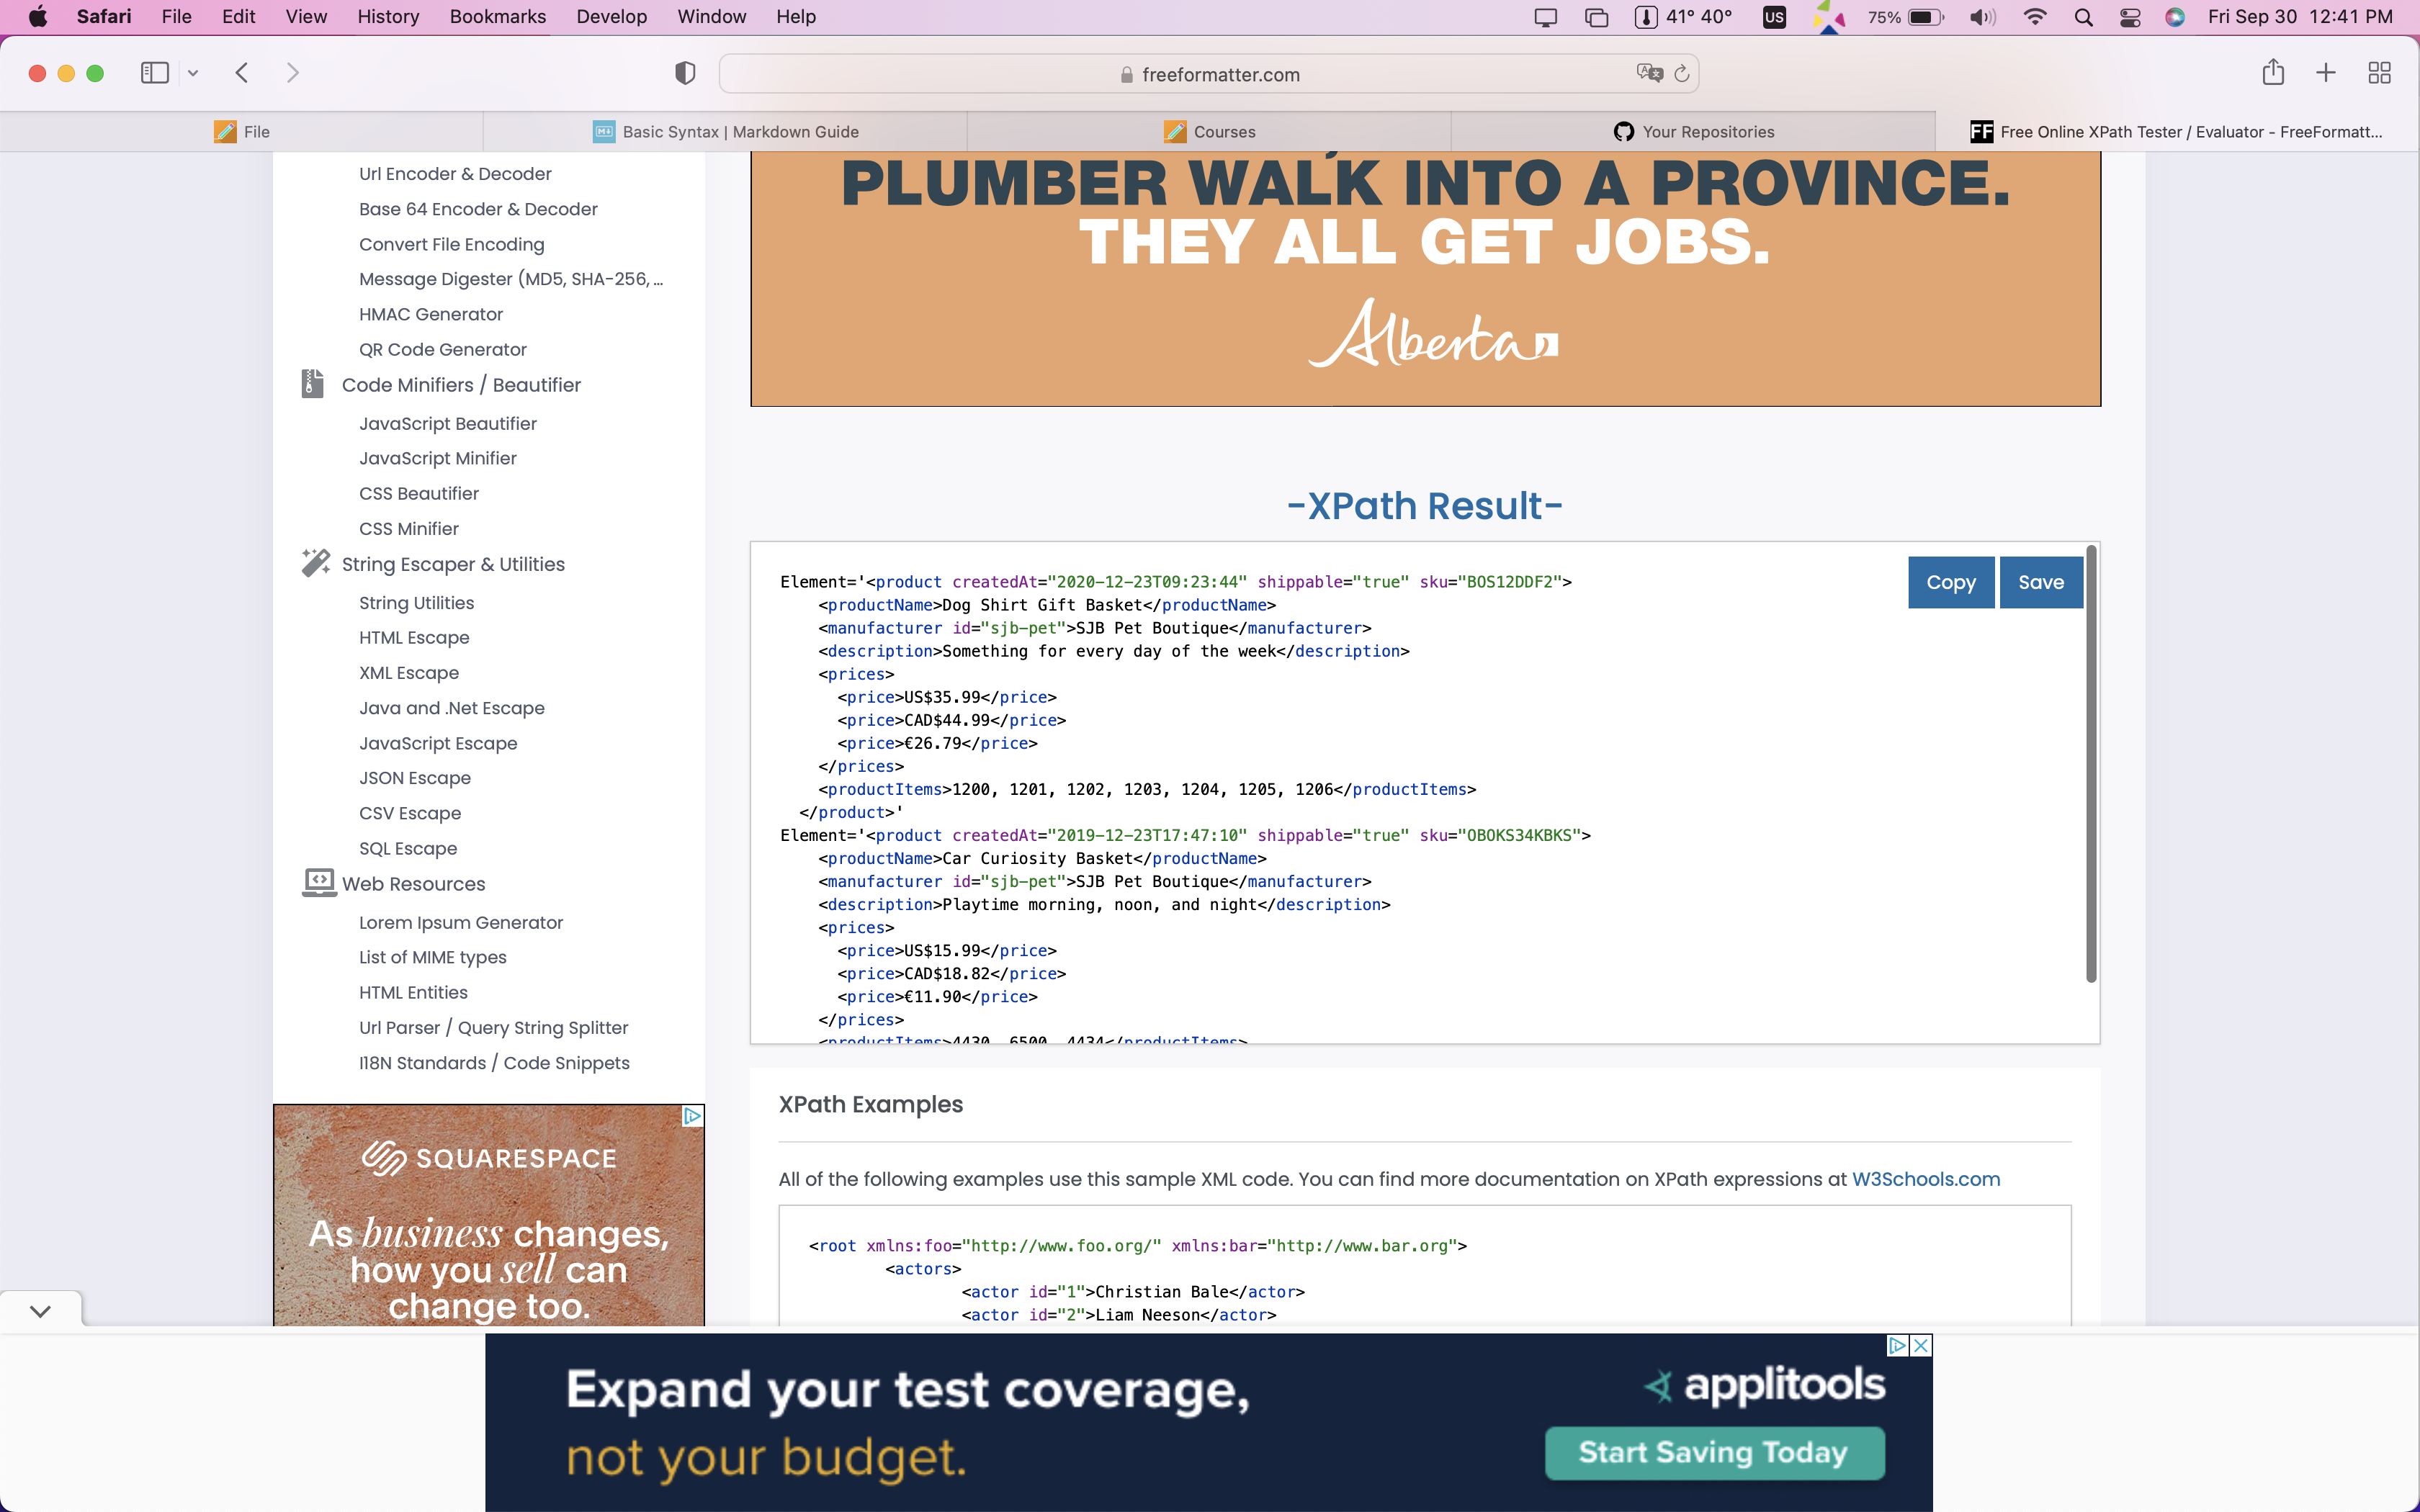 Safari File Edit View History Bookmarks Develop Window Help 41° 40° US 75% Fri Sep 30 12:41 PM
freeformatter.com
File Basic Syntax | Markdown Guide Courses Your Repositories FF Free Online XPath Tester / Evaluator - FreeFormatt...
Url Encoder & Decoder
Base 64 Encoder & Decoder
Convert File Encoding
Message Digester (MD5, SHA-256, ...
HMAC Generator
QR Code Generator
Code Minifiers / Beautifier
JavaScript Beautifier
JavaScript Minifier
CSS Beautifier
CSS Minifier
String Escaper & Utilities
String Utilities
HTML Escape
XML Escape
Java and .Net Escape
JavaScript Escape
JSON Escape
CSV Escape
SQL Escape
Web Resources
Lorem Ipsum Generator
List of MIME types
HTML Entities
Url Parser / Query String Splitter
I18N Standards / Code Snippets
SQUARESPACE
As business changes,
how you sell can
change too.
PLUMBER WALK INTO A PROVINCE.
THEY ALL GET JOBS.
Alberta
-XPath Result-
Copy Save
Element='<product createdAt="2020-12-23T09:23:44" shippable="true" sku="BOS12DDF2">
<productName>Dog Shirt Gift Basket</productName>
<manufacturer id="sjb-pet">SJB Pet Boutique</manufacturer>
<description>Something for every day of the week</description>
<prices>
<price>US$35.99</price>
<price>CAD$44.99</price>
<price>€26.79</price>
</prices>
<productItems>1200, 1201, 1202, 1203, 1204, 1205, 1206</productItems>
</product>'
Element='<product createdAt="2019-12-23T17:47:10" shippable="true" sku="OBOKS34KBKS">
<productName>Car Curiosity Basket</productName>
<manufacturer id="sjb-pet">SJB Pet Boutique</manufacturer>
<description>Playtime morning, noon, and night</description>
<prices>
<price>US$15.99</price>
<price>CAD$18.82</price>
<price>€11.90</price>
</prices>
<productItems>4430, 6500, 4434</productItems>
XPath Examples
All of the following examples use this sample XML code. You can find more documentation on XPath expressions at W3Schools.com
<root xmlns:foo="http://www.foo.org/" xmlns:bar="http://www.bar.org">
<actors>
<actor id="1">Christian Bale</actor>
<actor id="2">Liam Neeson</actor>
Expand your test coverage,
not your budget.
applitools
Start Saving Today